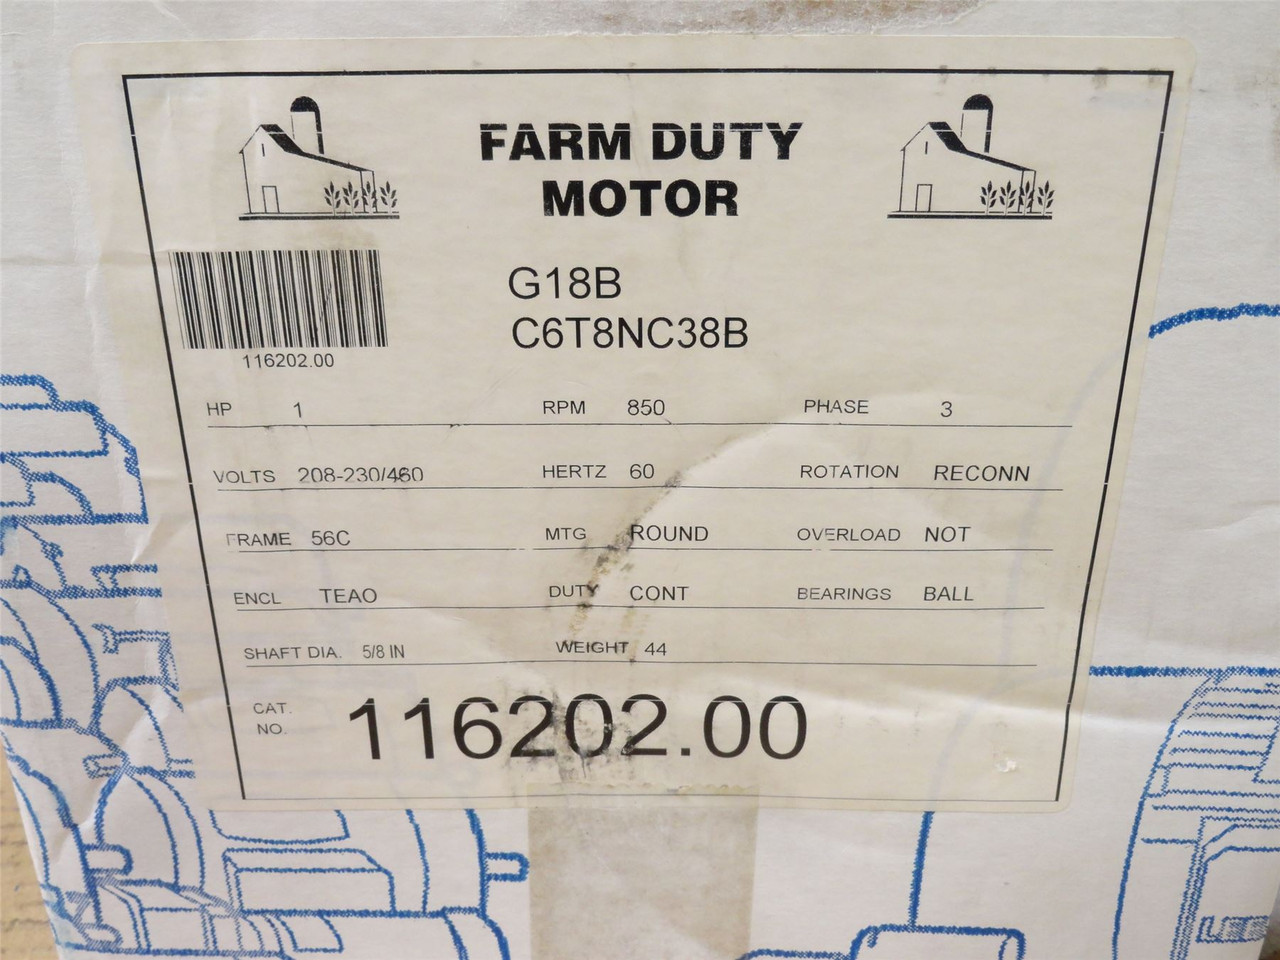 FARM DUTY
MOTOR
G18B
C6T8NC38B
116202.00
HP 1 RPM 850 PHASE 3
VOLTS 208-230/460 HERTZ 60 ROTATION RECONN
FRAME 56C MTG ROUND OVERLOAD NOT
ENCL TEAO DUTY CONT BEARINGS BALL
SHAFT DIA. 5/8 IN WEIGHT 44
CAT. NO. 116202.00